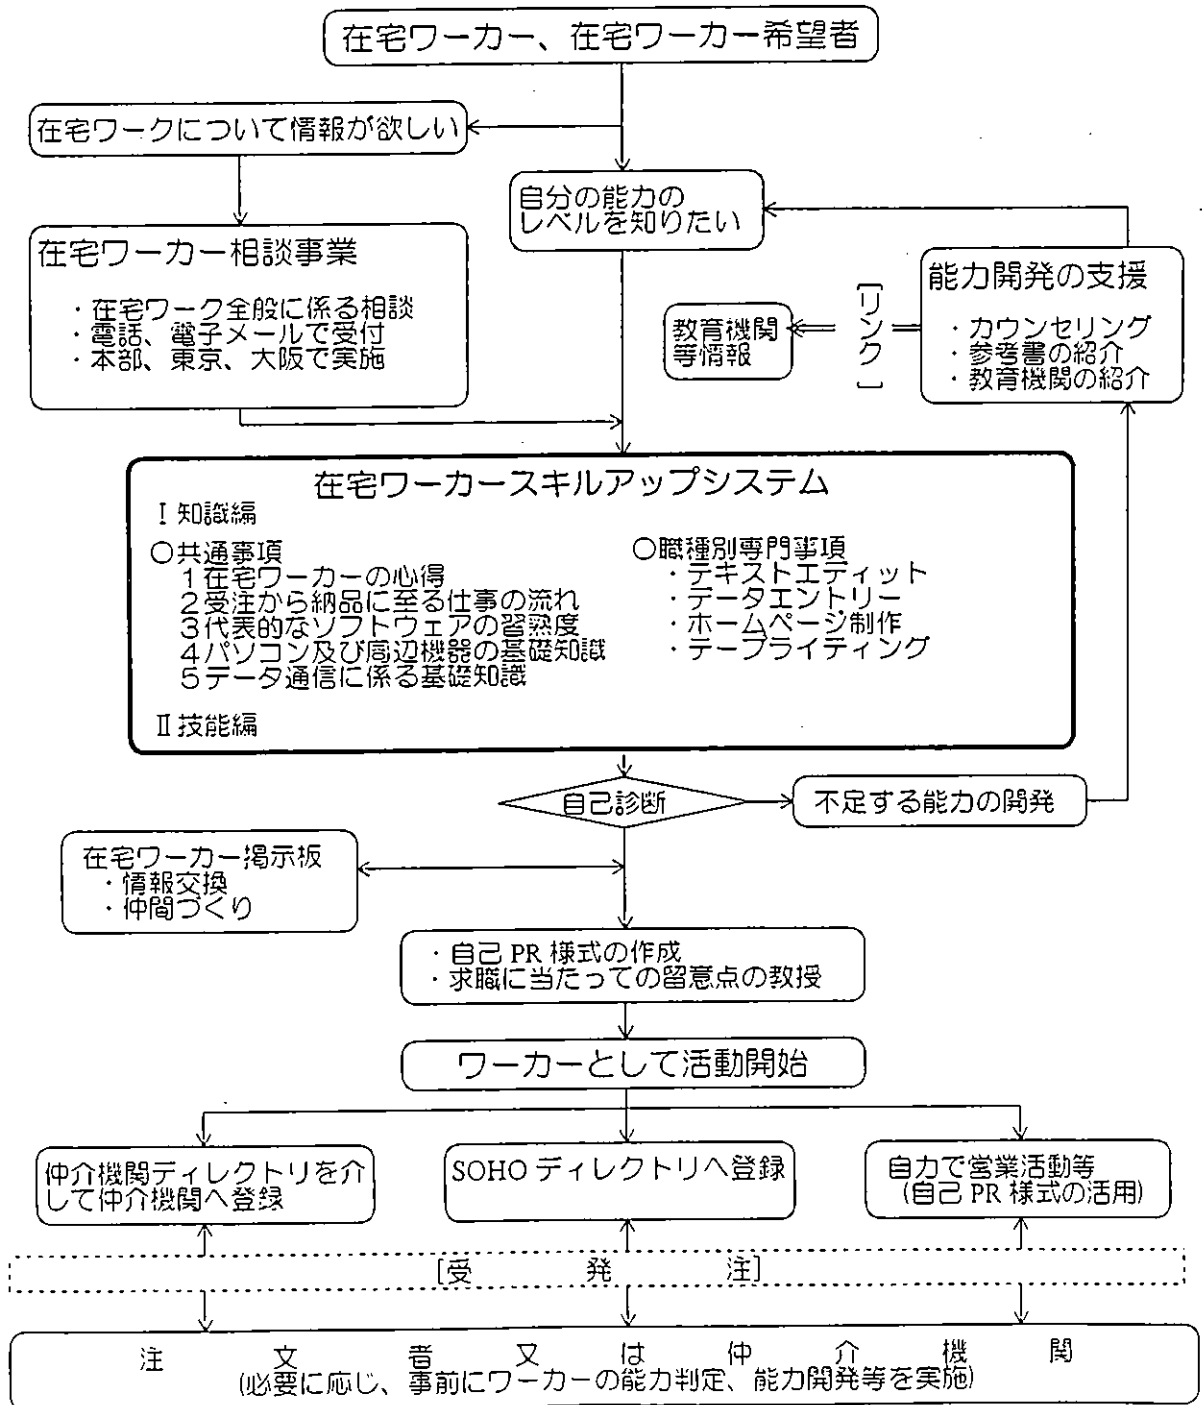 在宅ワーカー、在宅ワーカー希望者
在宅ワークについて情報が欲しい
自分の能力の
レベルを知りたい
在宅ワーカー相談事業
・在宅ワーク全般に係る相談
・電話、電子メールで受付
・本部、東京、大阪で実施
教育機関
等情報
[リンク]
能力開発の支援
・カウンセリング
・参考書の紹介
・教育機関の紹介
在宅ワーカースキルアップシステム
Ⅰ知識編
○共通事項
1在宅ワーカーの心得
2受注から納品に至る仕事の流れ
3代表的なソフトウェアの習熟度
4パソコン及び周辺機器の基礎知識
5データ通信に係る基礎知識
○職種別専門事項
・テキストエディット
・データエントリー
・ホームページ制作
・テープライティング
Ⅱ技能編
自己診断
不定する能力の開発
在宅ワーカー掲示板
・情報交換
・仲間づくり
・自己PR様式の作成
・求職に当たっての留意点の教授
ワーカーとして活動開始
仲介機関ディレクトリを介
して仲介機関へ登録
SOHOディレクトリへ登録
自力で営業活動等
(自己PR様式の活用)
[受 発 注]
注文者又は仲介機関
(必要に応じ、事前にワーカーの能力判定、能力開発等を実施)